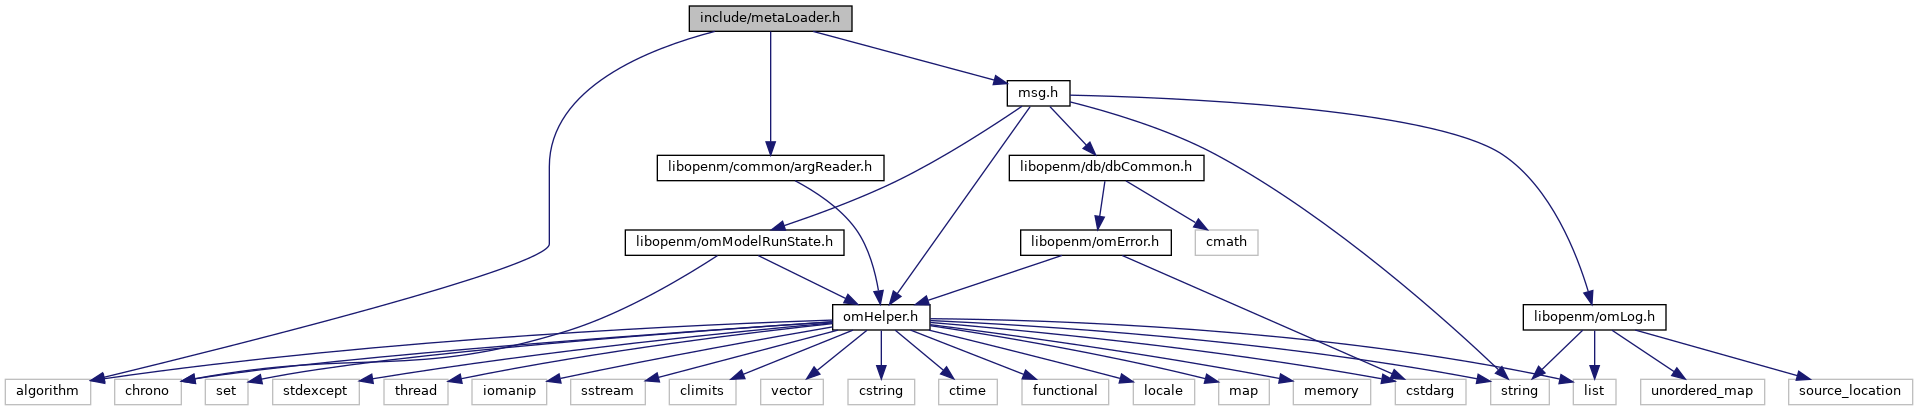 include/metaLoader.h
msg.h
libopenm/common/argReader.h
libopenm/db/dbCommon.h
libopenm/omModelRunState.h
libopenm/omError.h
cmath
omHelper.h
libopenm/omLog.h
algorithm
chrono
set
stdexcept
thread
iomanip
sstream
climits
vector
cstring
ctime
functional
locale
map
memory
cstdarg
string
list
unordered_map
source_location